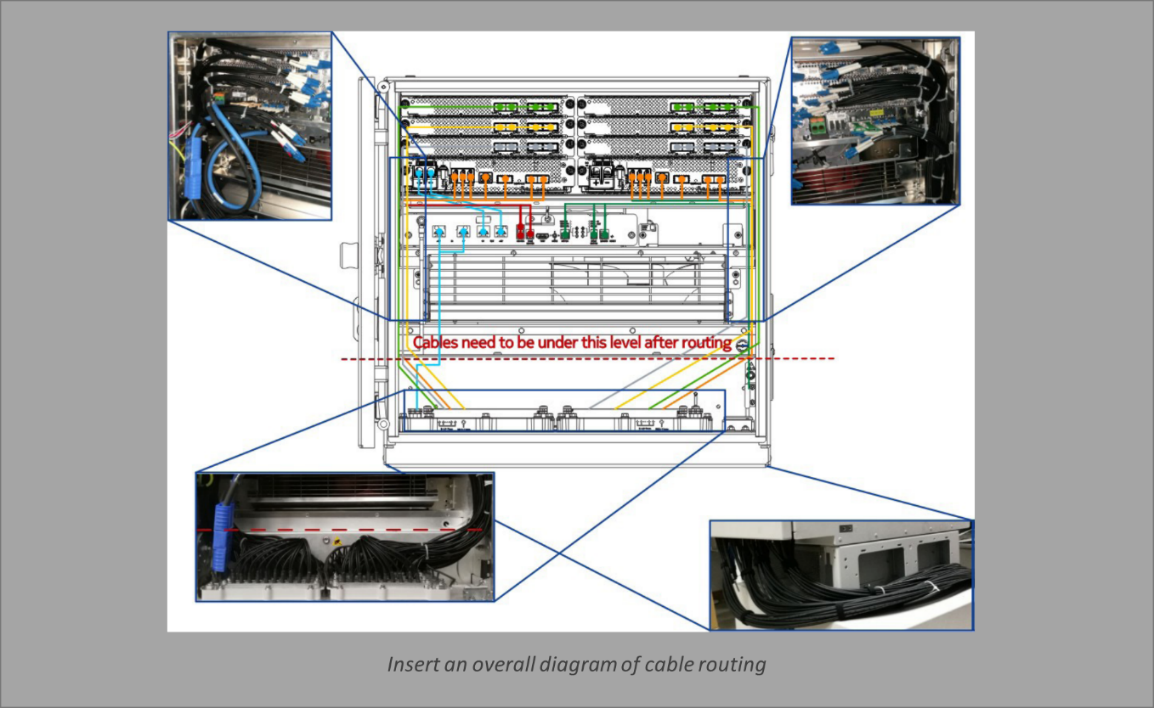 Cables need to be under this level after routing
Insert an overall diagram of cable routing